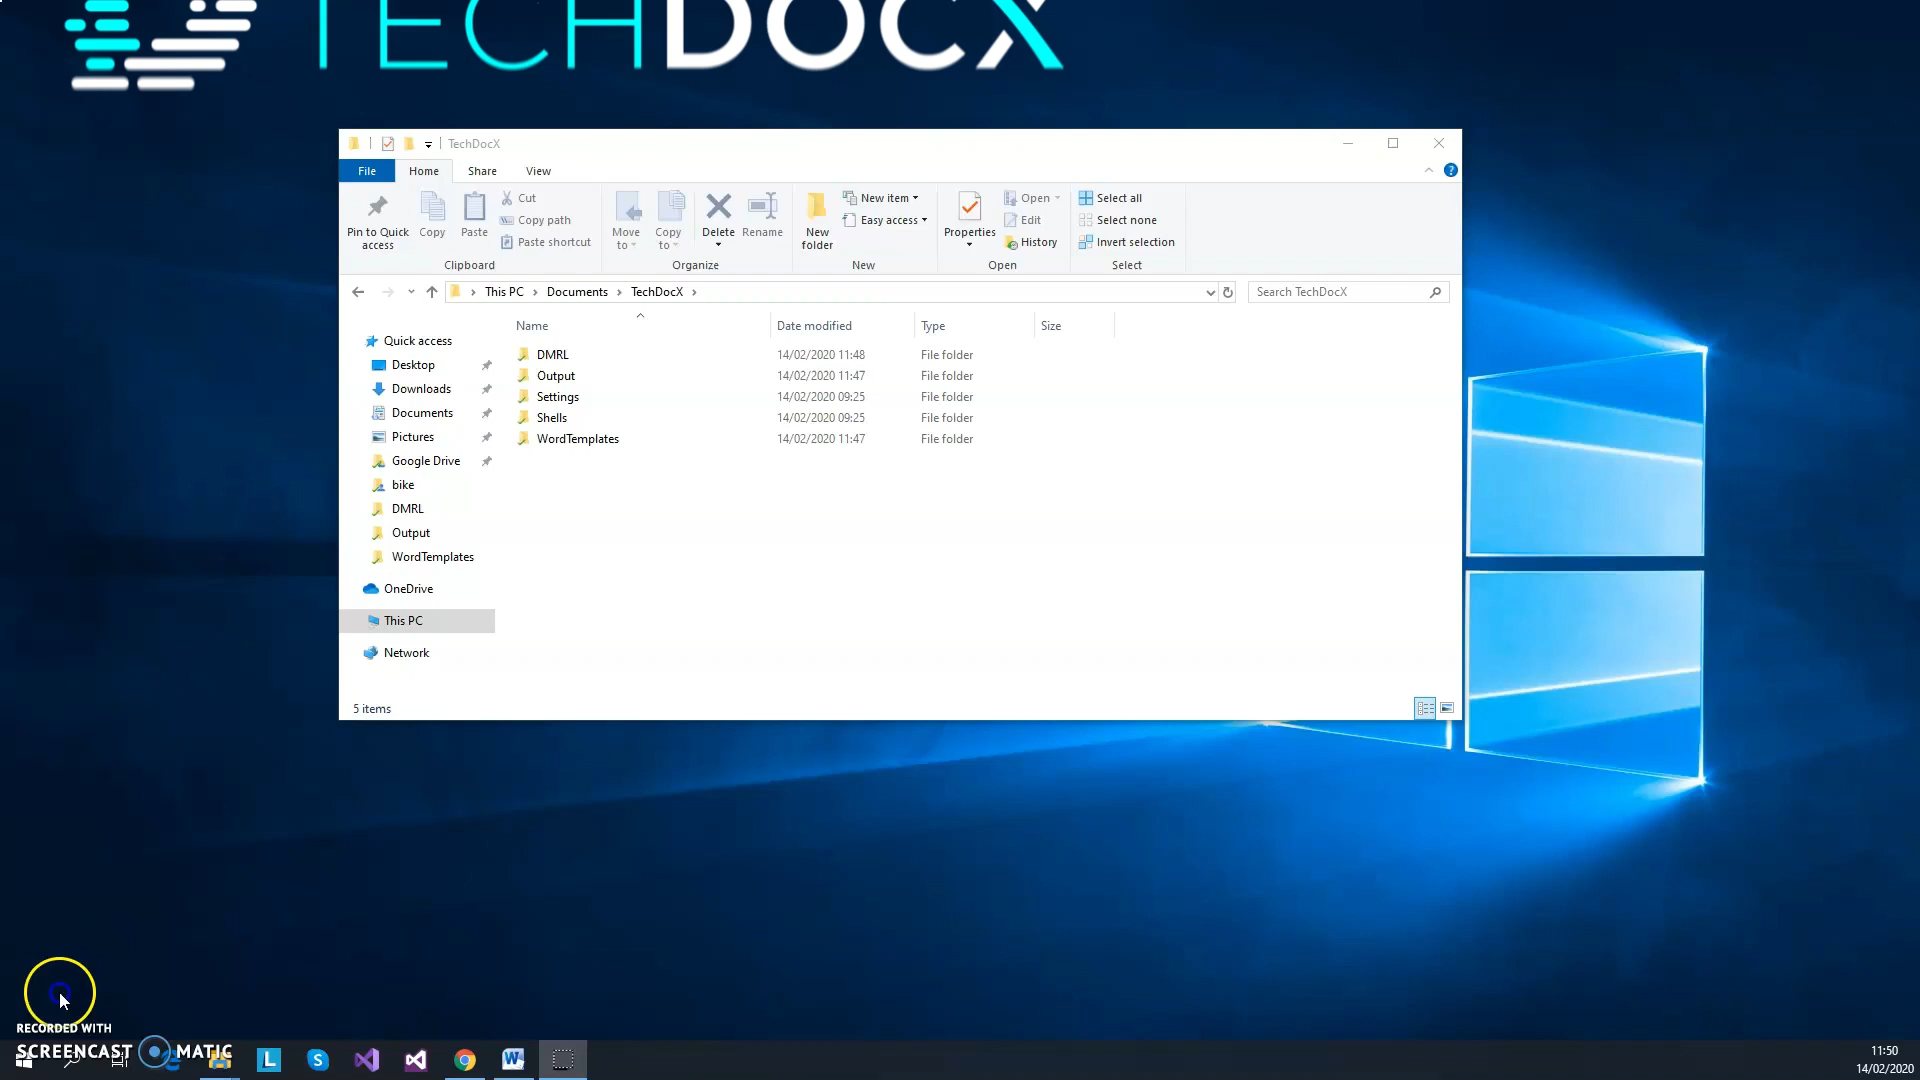 TECHDOCX
TechDocX
File Home Share View
Pin to Quick access
Copy
Paste
Cut
Copy path
Paste shortcut
Clipboard
Move to
Copy to
Delete
Rename
Organize
New folder
New item
Easy access
New
Properties
Open
Edit
History
Open
Select all
Select none
Invert selection
Select
This PC > Documents > TechDocX >
Search TechDocX
Name Date modified Type Size
DMRL 14/02/2020 11:48 File folder
Output 14/02/2020 11:47 File folder
Settings 14/02/2020 09:25 File folder
Shells 14/02/2020 09:25 File folder
WordTemplates 14/02/2020 11:47 File folder
Quick access
Desktop
Downloads
Documents
Pictures
Google Drive
bike
DMRL
Output
WordTemplates
OneDrive
This PC
Network
5 items
RECORDED WITH
SCREENCAST MATIC
11:50
14/02/2020